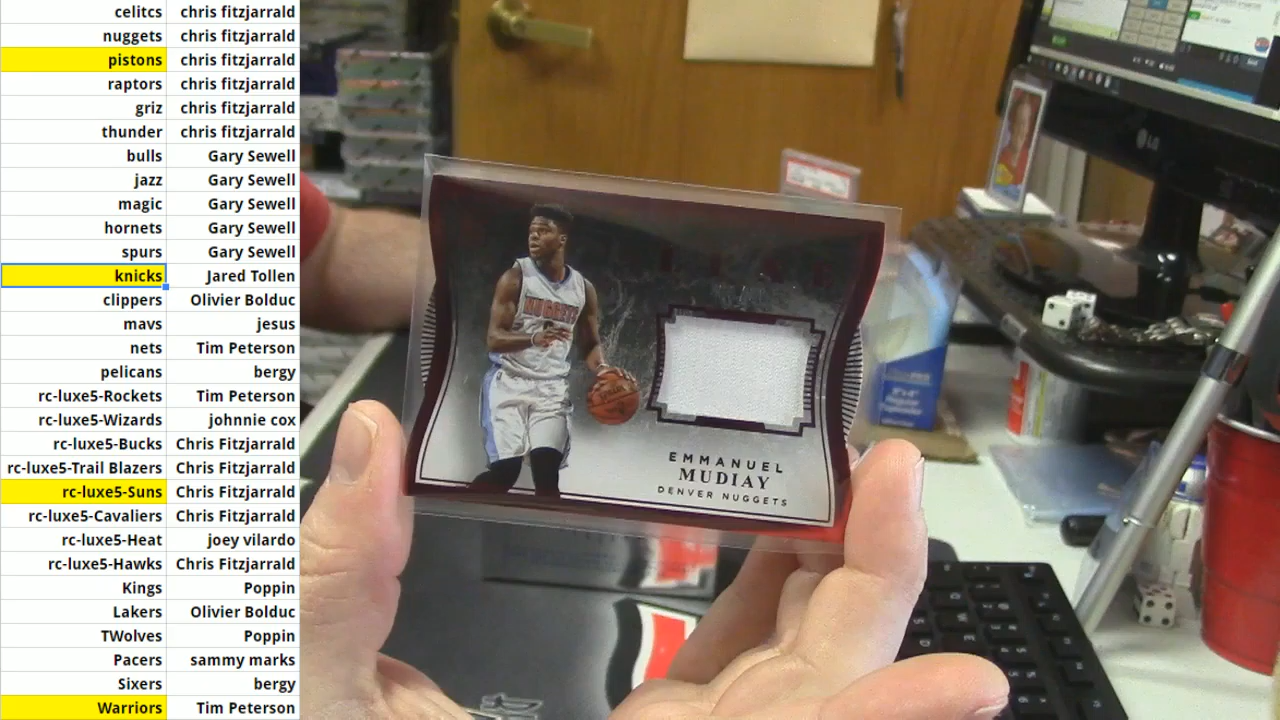 celitcs chris fitzjarrald
nuggets chris fitzjarrald
pistons chris fitzjarrald
raptors chris fitzjarrald
griz chris fitzjarrald
thunder chris fitzjarrald
bulls Gary Sewell
jazz Gary Sewell
magic Gary Sewell
hornets Gary Sewell
spurs Gary Sewell
knicks Jared Tollen
clippers Olivier Bolduc
mavs jesus
nets Tim Peterson
pelicans bergy
rc-luxe5-Rockets Tim Peterson
rc-luxe5-Wizards johnnie cox
rc-luxe5-Bucks Chris Fitzjarrald
rc-luxe5-Trail Blazers Chris Fitzjarrald
rc-luxe5-Suns Chris Fitzjarrald
rc-luxe5-Cavaliers Chris Fitzjarrald
rc-luxe5-Heat joey vilardo
rc-luxe5-Hawks Chris Fitzjarrald
Kings Poppin
Lakers Olivier Bolduc
TWolves Poppin
Pacers sammy marks
Sixers bergy
Warriors Tim Peterson
NUGGETS
EMMANUEL
MUDIAY
DENVER NUGGETS
LG